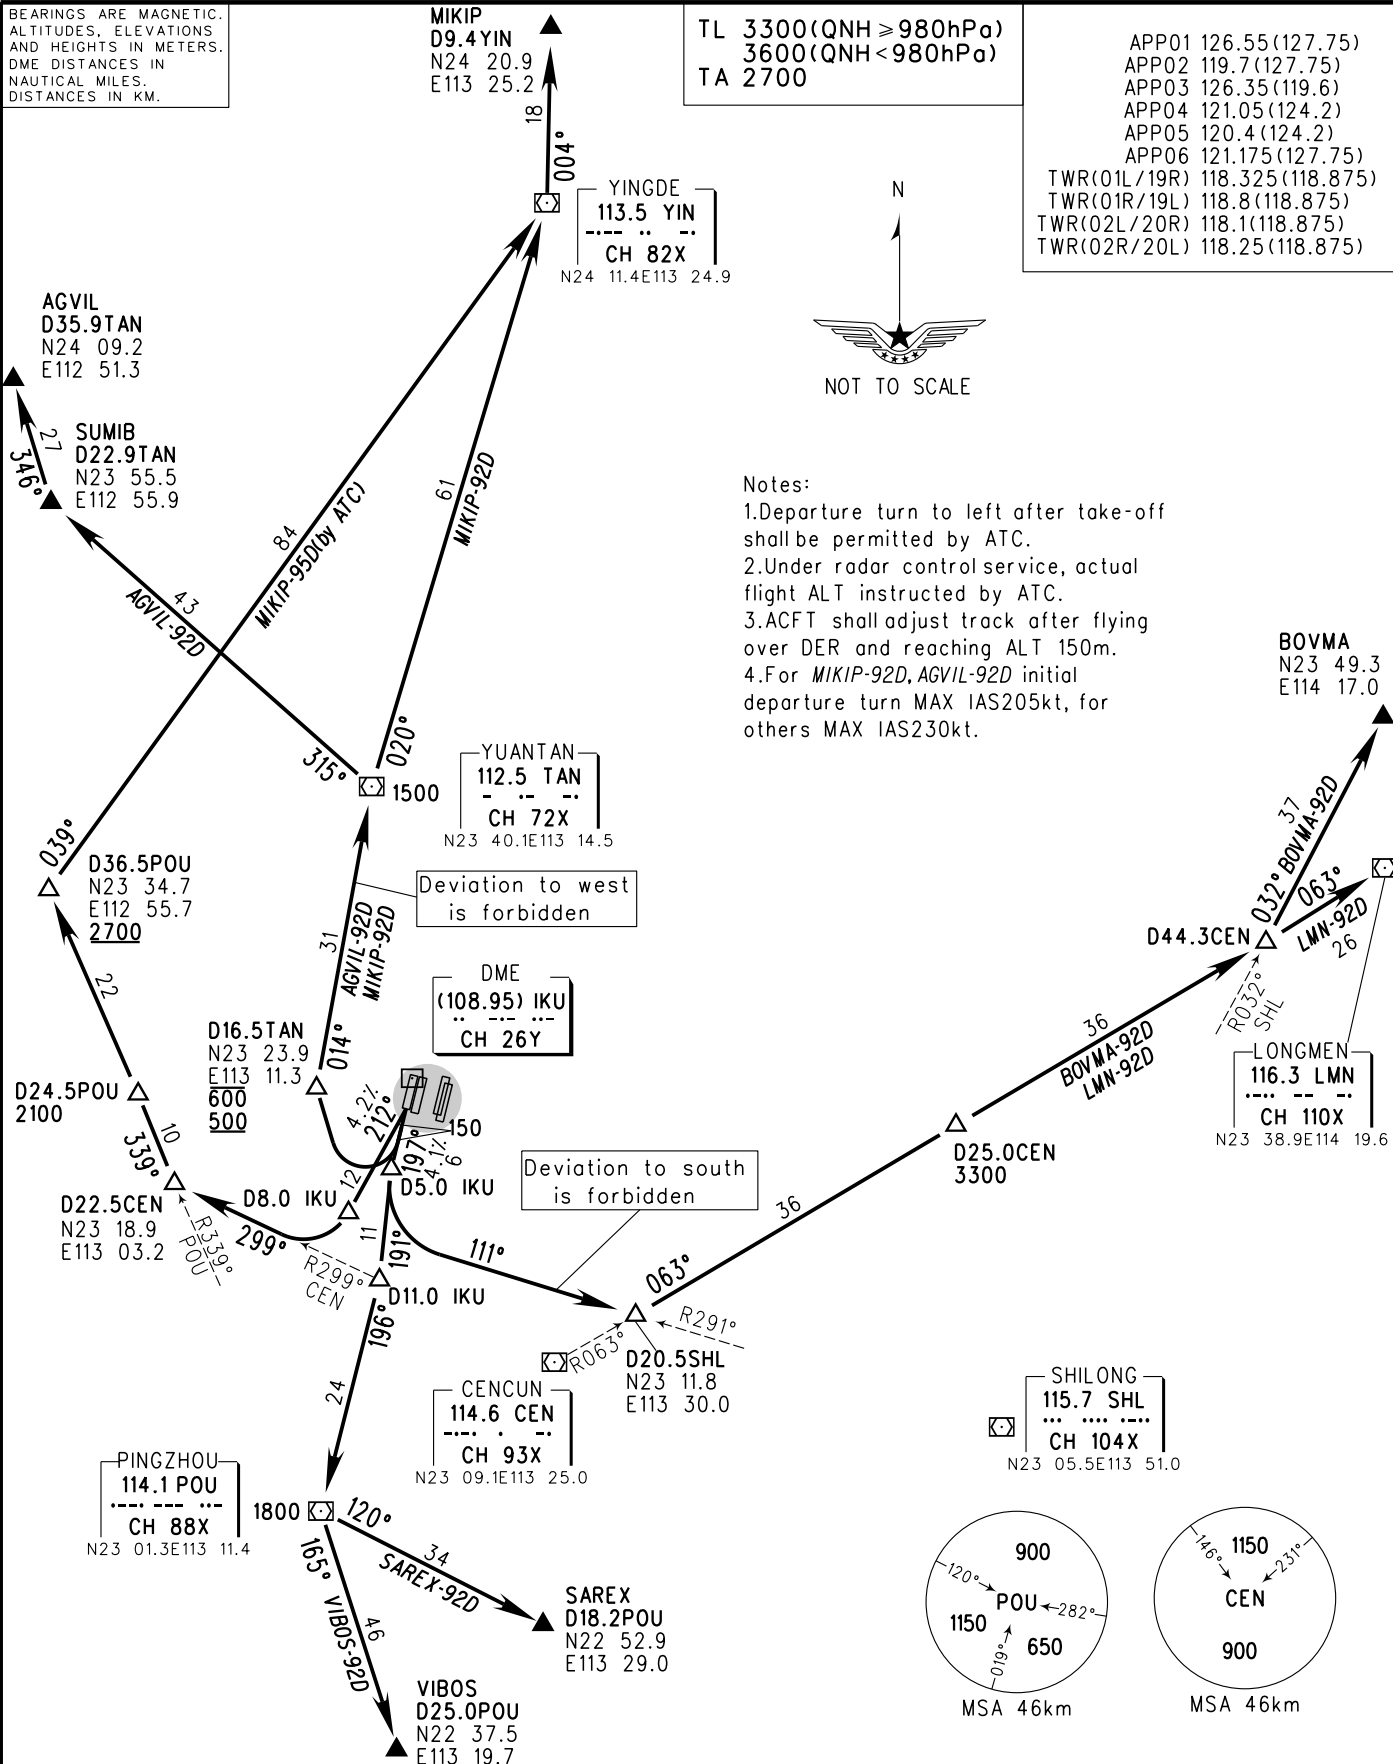 BEARINGS ARE MAGNETIC.
ALTITUDES, ELEVATIONS
AND HEIGHTS IN METERS.
DME DISTANCES IN
NAUTICAL MILES.
DISTANCES IN KM.
MIKIP
D9.4YIN
N24 20.9
E113 25.2
TL 3300(QNH≥980hPa)
3600(QNH<980hPa)
TA 2700
APP01 126.55(127.75)
APP02 119.7(127.75)
APP03 126.35(119.6)
APP04 121.05(124.2)
APP05 120.4(124.2)
APP06 121.175(127.75)
TWR(01L/19R) 118.325(118.875)
TWR(01R/19L) 118.8(118.875)
TWR(02L/20R) 118.1(118.875)
TWR(02R/20L) 118.25(118.875)
18
004°
YINGDE
113.5 YIN
CH 82X
N24 11.4E113 24.9
N
NOT TO SCALE
AGVIL
D35.9TAN
N24 09.2
E112 51.3
27
346°
SUMIB
D22.9TAN
N23 55.5
E112 55.9
84
MIKIP-95D(by ATC)
61
MIKIP-92D
43
AGVIL-92D
Notes:
1.Departure turn to left after take-off
shall be permitted by ATC.
2.Under radar control service, actual
flight ALT instructed by ATC.
3.ACFT shall adjust track after flying
over DER and reaching ALT 150m.
4.For MIKIP-92D, AGVIL-92D initial
departure turn MAX IAS205kt, for
others MAX IAS230kt.
BOVMA
N23 49.3
E114 17.0
315°
020°
1500
YUANTAN
112.5 TAN
CH 72X
N23 40.1E113 14.5
039°
D36.5POU
N23 34.7
E112 55.7
2700
Deviation to west
is forbidden
31
AGVIL-92D
MIKIP-92D
37
BOVMA-92D
032°
063°
LMN-92D
26
D44.3CEN
R032°
SHL
22
DME
(108.95) IKU
CH 26Y
D16.5TAN
N23 23.9
E113 11.3
600
500
014°
36
BOVMA-92D
LMN-92D
LONGMEN
116.3 LMN
CH 110X
N23 38.9E114 19.6
D24.5POU
2100
10
339°
4.2%
212°
12
150
197°
4.1%
6
D5.0 IKU
D25.0CEN
3300
Deviation to south
is forbidden
D22.5CEN
N23 18.9
E113 03.2
R339°
POU
D8.0 IKU
299°
R299°
CEN
11
191°
111°
36
063°
D11.0 IKU
196°
R291°
R063°
D20.5SHL
N23 11.8
E113 30.0
24
CENCUN
114.6 CEN
CH 93X
N23 09.1E113 25.0
SHILONG
115.7 SHL
CH 104X
N23 05.5E113 51.0
PINGZHOU
114.1 POU
CH 88X
N23 01.3E113 11.4
1800
120°
34
SAREX-92D
165°
VIBOS-92D
46
SAREX
D18.2POU
N22 52.9
E113 29.0
VIBOS
D25.0POU
N22 37.5
E113 19.7
900
120°
POU
282°
1150
650
019°
MSA 46km
1150
146°
231°
CEN
900
MSA 46km